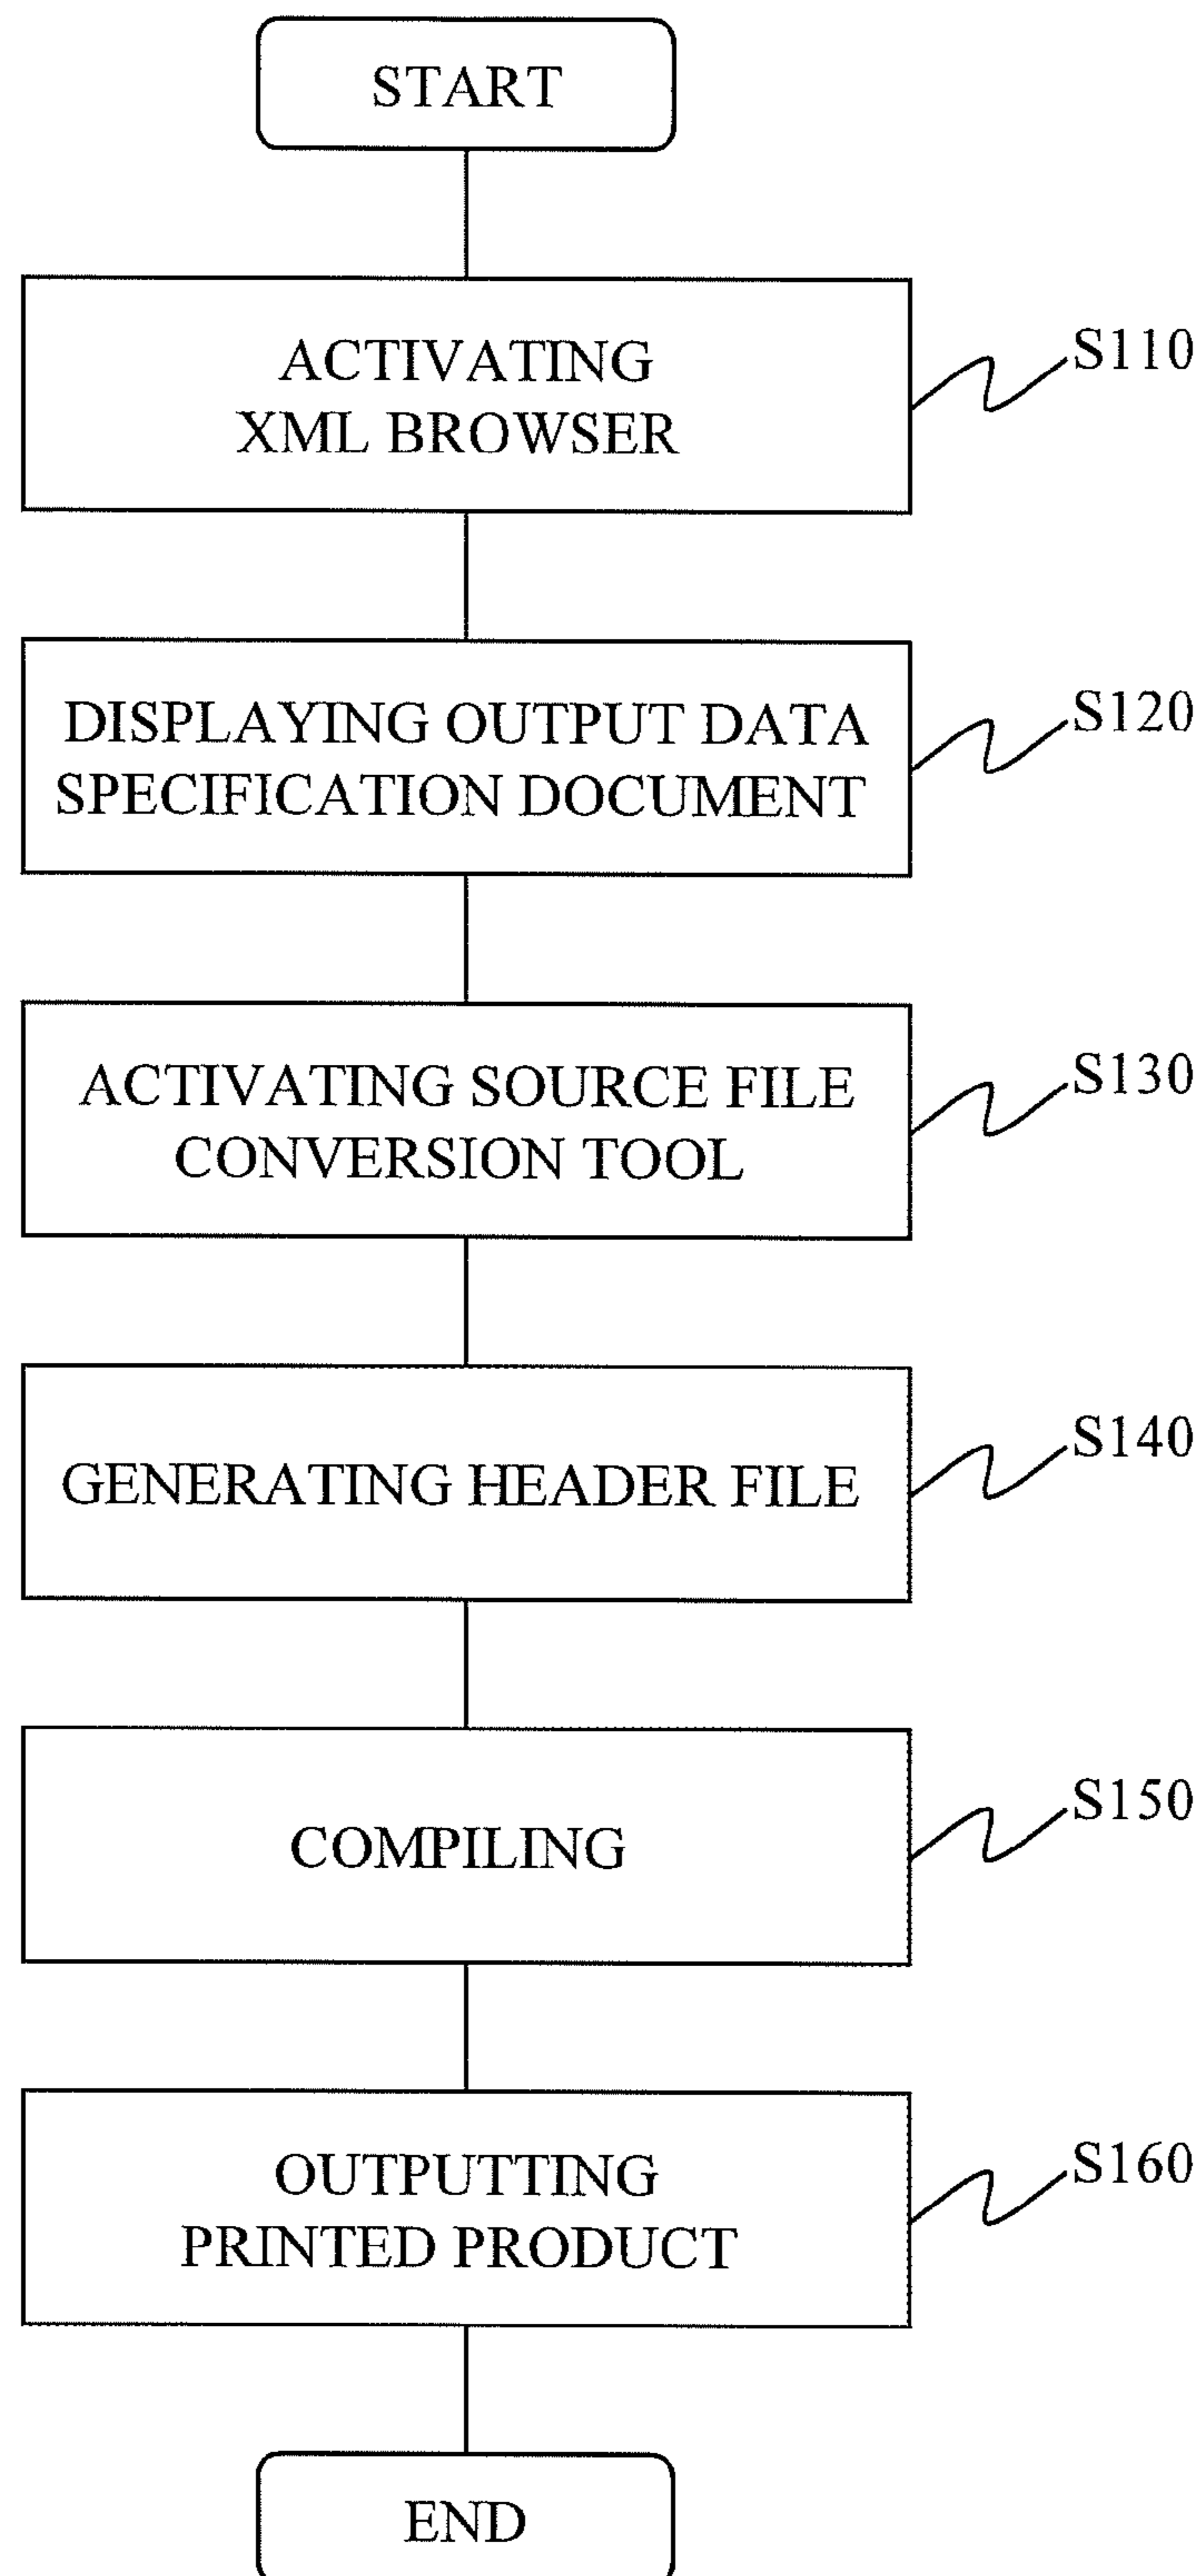 START
ACTIVATING
XML BROWSER
S110
DISPLAYING OUTPUT DATA
SPECIFICATION DOCUMENT
S120
ACTIVATING SOURCE FILE
CONVERSION TOOL
S130
GENERATING HEADER FILE
S140
COMPILING
S150
OUTPUTTING
PRINTED PRODUCT
S160
END